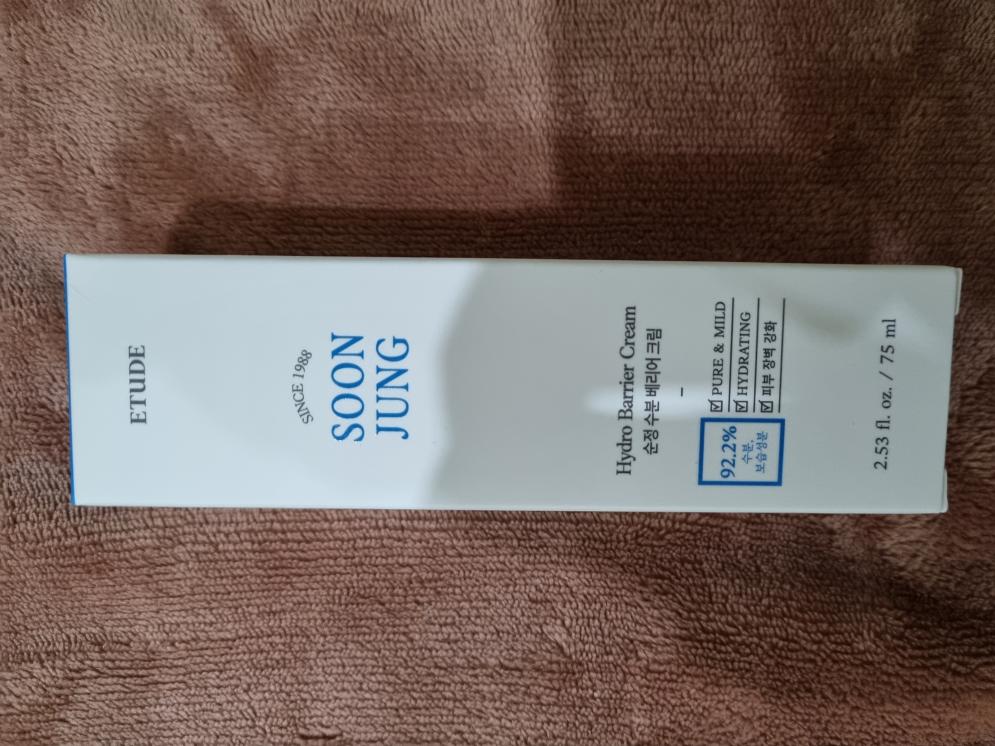 ETUDE
SINCE 1988
SOON
JUNG
Hydro Barrier Cream
순정 수분 베리어 크림
–
92.2%
수분,
보습성분
☑ PURE & MILD
☑ HYDRATING
☑ 피부 장벽 강화
2.53 fl. oz. / 75 ml